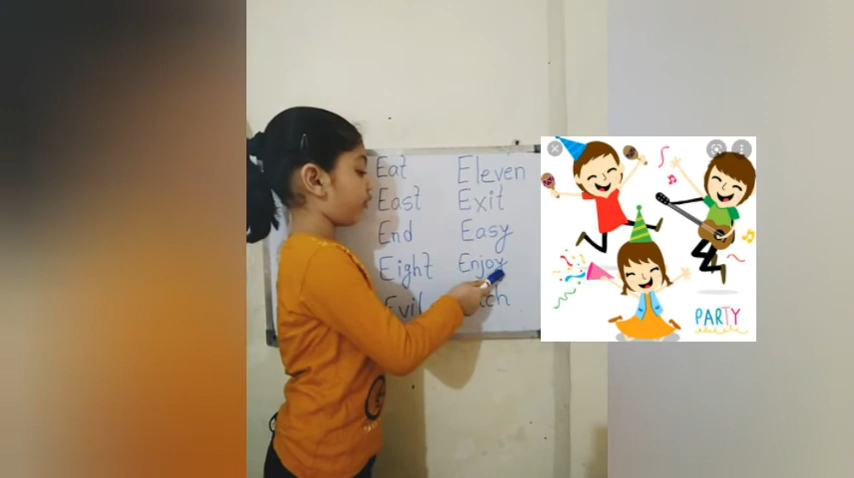 Eat
East
End
Eight
Evil
Eleven
Exit
Easy
Enjoy
PARTY